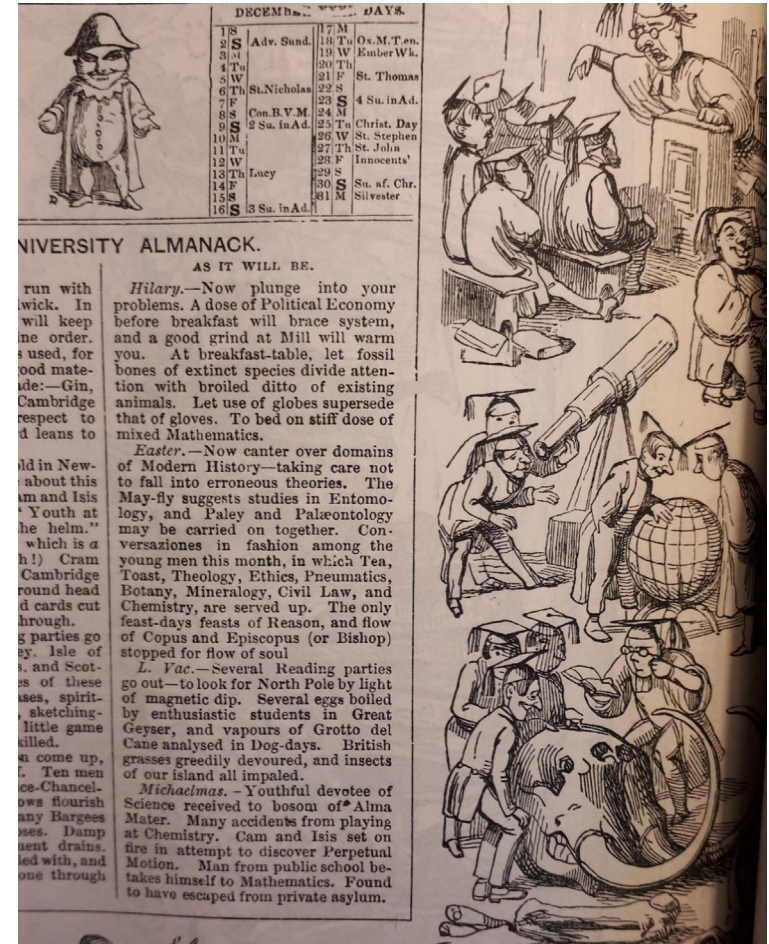 DECEMB DAYS.
1 S
2 S Adv. Sund.
3 M
4 Tu
5 W
6 Th St. Nicholas
7 F
8 S Con. B.V.M.
9 S 2 Su. in Ad.
10 M
11 Tu
12 W
13 Th Lucy
14 F
15 S
16 S 3 Su. in Ad.
17 M
18 Tu Ox. M. T. en.
19 W Ember Wk.
20 Th
21 F St. Thomas
22 S
23 S 4 Su. in Ad.
24 M
25 Tu Christ. Day
26 W St. Stephen
27 Th St. John
28 F Innocents'
29 S
30 S Su. af. Chr.
31 M Silvester
NIVERSITY ALMANACK.
run with
wick. In
will keep
ne order.
s used, for
ood mate-
de:—Gin,
Cambridge
respect to
d leans to
ld in New-
about this
am and Isis
" Youth at
he helm."
which is a
h!) Cram
Cambridge
round head
d cards cut
hrough.
g parties go
ey. Isle of
s. and Scot-
es of these
ses, spirit-
, sketching-
little game
killed.
n come up,
. Ten men
ce-Chancel-
ows flourish
any Bargees
ses. Damp
uent drains.
led with, and
one through
AS IT WILL BE.
Hilary.—Now plunge into your
problems. A dose of Political Economy
before breakfast will brace system,
and a good grind at Mill will warm
you. At breakfast-table, let fossil
bones of extinct species divide atten-
tion with broiled ditto of existing
animals. Let use of globes supersede
that of gloves. To bed on stiff dose of
mixed Mathematics.
Easter.—Now canter over domains
of Modern History—taking care not
to fall into erroneous theories. The
May-fly suggests studies in Entomo-
logy, and Paley and Palæontology
may be carried on together. Con-
versaziones in fashion among the
young men this month, in which Tea,
Toast, Theology, Ethics, Pneumatics,
Botany, Mineralogy, Civil Law, and
Chemistry, are served up. The only
feast-days feasts of Reason, and flow
of Copus and Episcopus (or Bishop)
stopped for flow of soul
L. Vac.—Several Reading parties
go out—to look for North Pole by light
of magnetic dip. Several eggs boiled
by enthusiastic students in Great
Geyser, and vapours of Grotto del
Cane analysed in Dog-days. British
grasses greedily devoured, and insects
of our island all impaled.
Michaelmas.—Youthful devotee of
Science received to bosom of Alma
Mater. Many accidents from playing
at Chemistry. Cam and Isis set on
fire in attempt to discover Perpetual
Motion. Man from public school be-
takes himself to Mathematics. Found
to have escaped from private asylum.